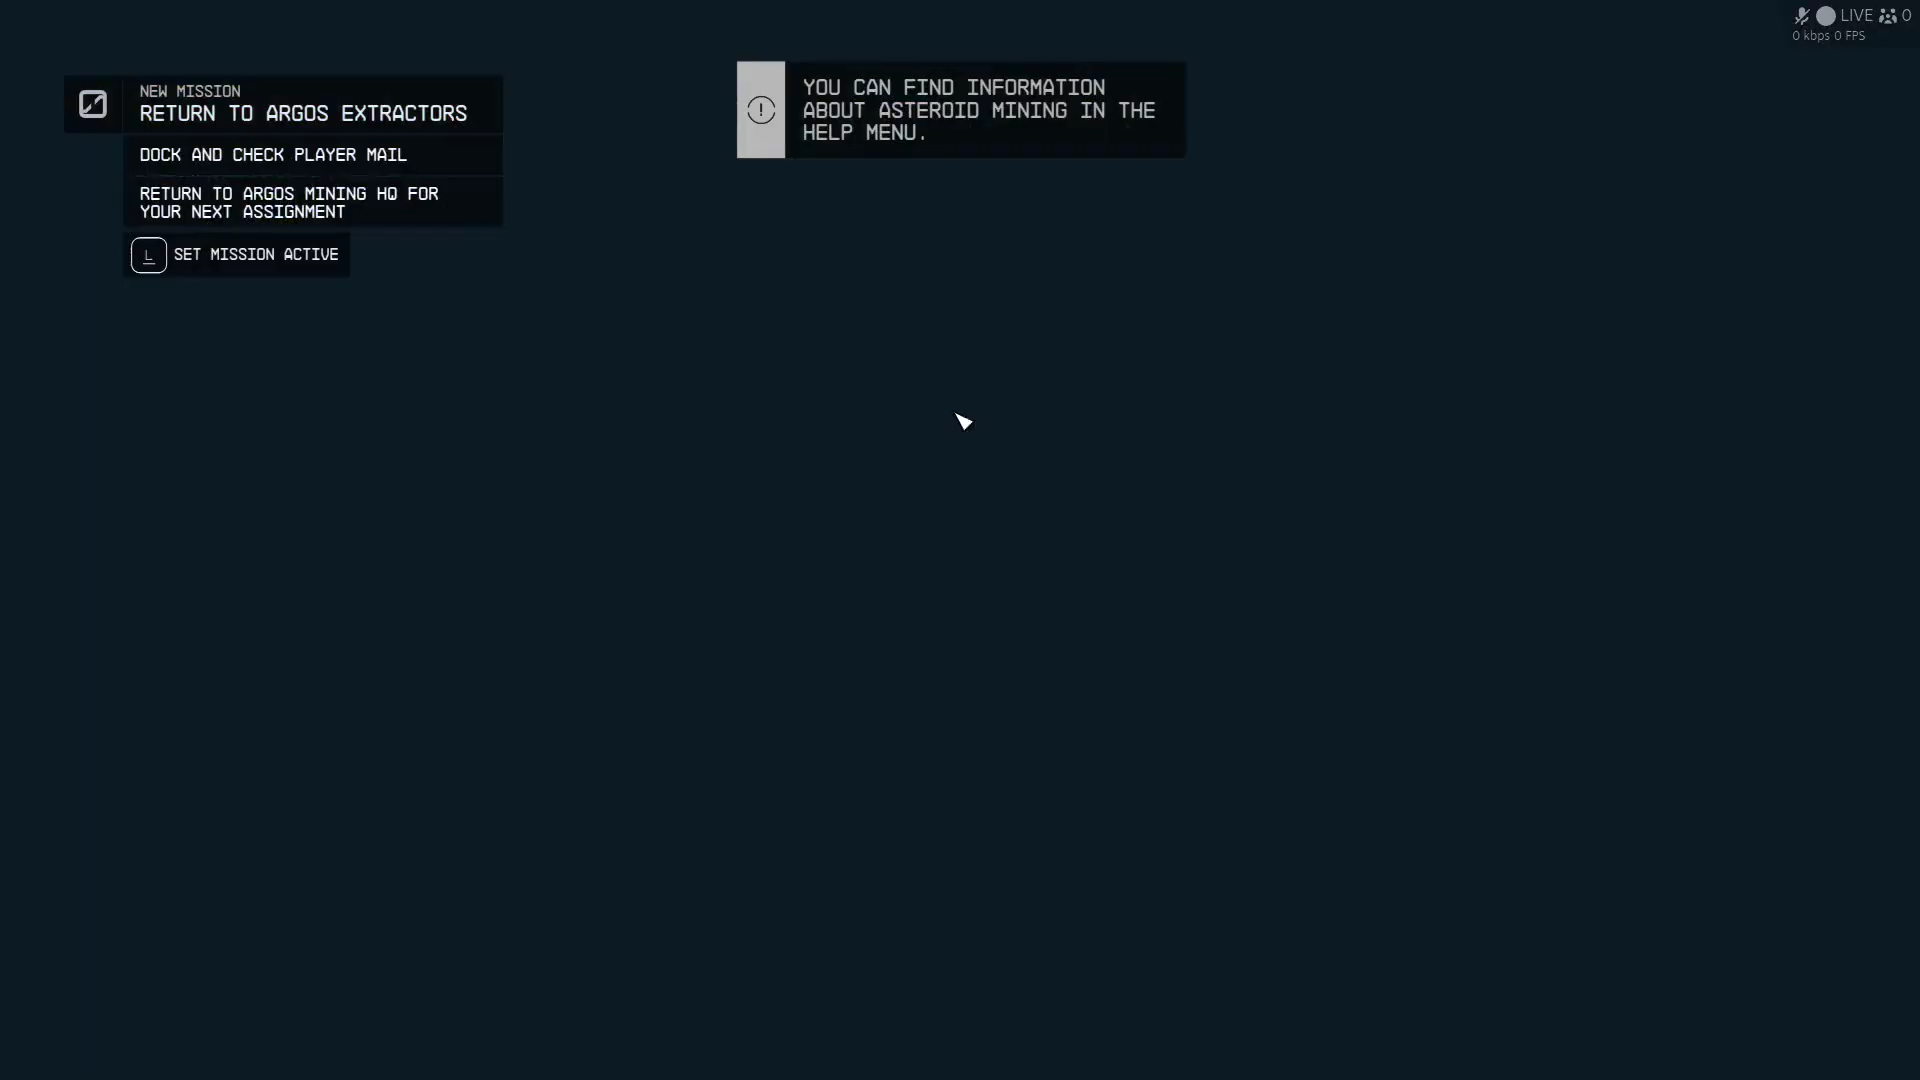 LIVE 0
0 kbps 0 FPS
NEW MISSION
RETURN TO ARGOS EXTRACTORS
DOCK AND CHECK PLAYER MAIL
RETURN TO ARGOS MINING HQ FOR
YOUR NEXT ASSIGNMENT
L SET MISSION ACTIVE
YOU CAN FIND INFORMATION
ABOUT ASTEROID MINING IN THE
HELP MENU.